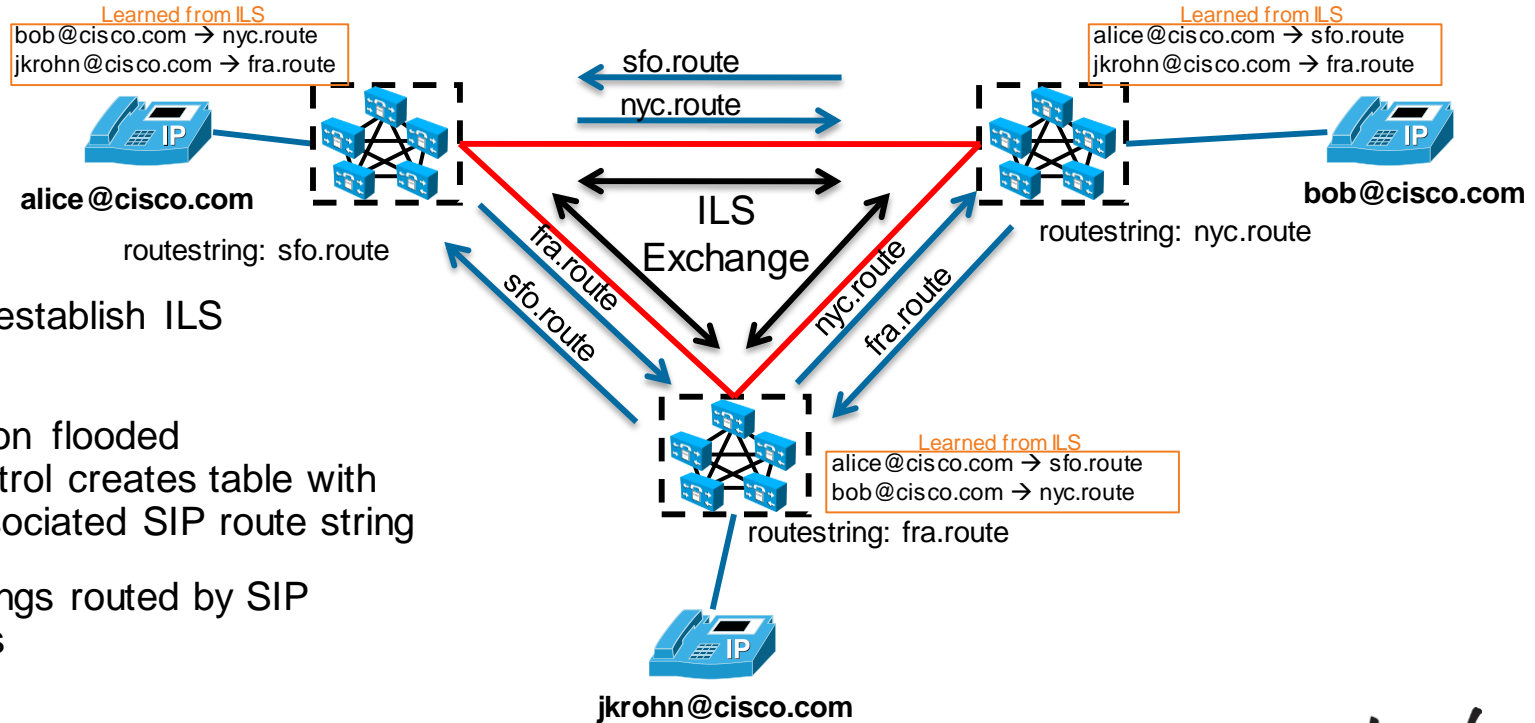 Learned from ILS
bob@cisco.com → nyc.route
jkrohn@cisco.com → fra.route
Learned from ILS
alice@cisco.com → sfo.route
jkrohn@cisco.com → fra.route
sfo.route
nyc.route
IP
IP
alice@cisco.com
bob@cisco.com
ILS
Exchange
routestring: sfo.route
routestring: nyc.route
fra.route
sfo.route
nyc.route
fra.route
establish ILS
on flooded
trol creates table with
sociated SIP route string
ngs routed by SIP
s
Learned from ILS
alice@cisco.com → sfo.route
bob@cisco.com → nyc.route
routestring: fra.route
IP
jkrohn@cisco.com